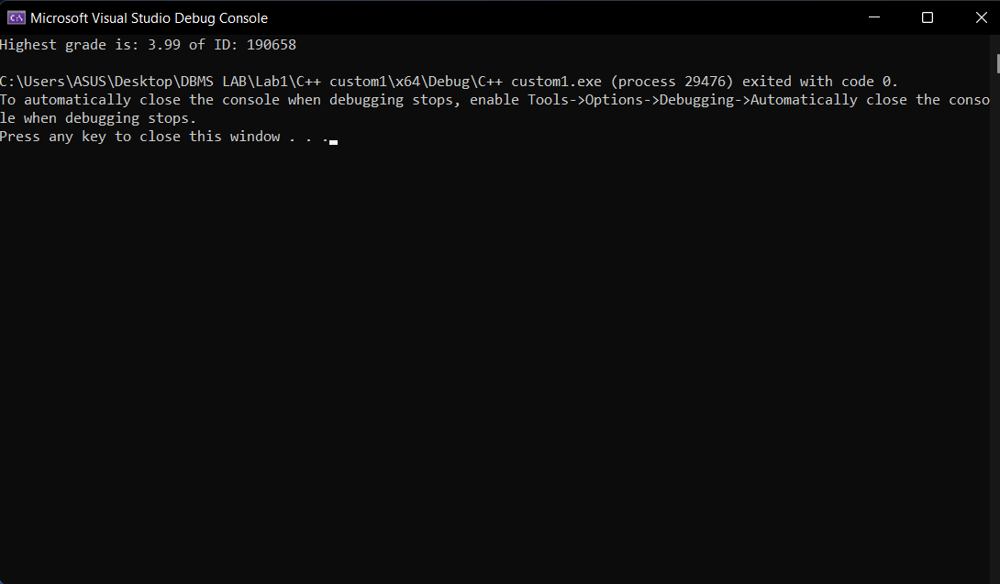 Microsoft Visual Studio Debug Console
Highest grade is: 3.99 of ID: 190658
C:\Users\ASUS\Desktop\DBMS LAB\Lab1\C++ custom1\x64\Debug\C++ custom1.exe (process 29476) exited with code 0.
To automatically close the console when debugging stops, enable Tools->Options->Debugging->Automatically close the conso
le when debugging stops.
Press any key to close this window . . .